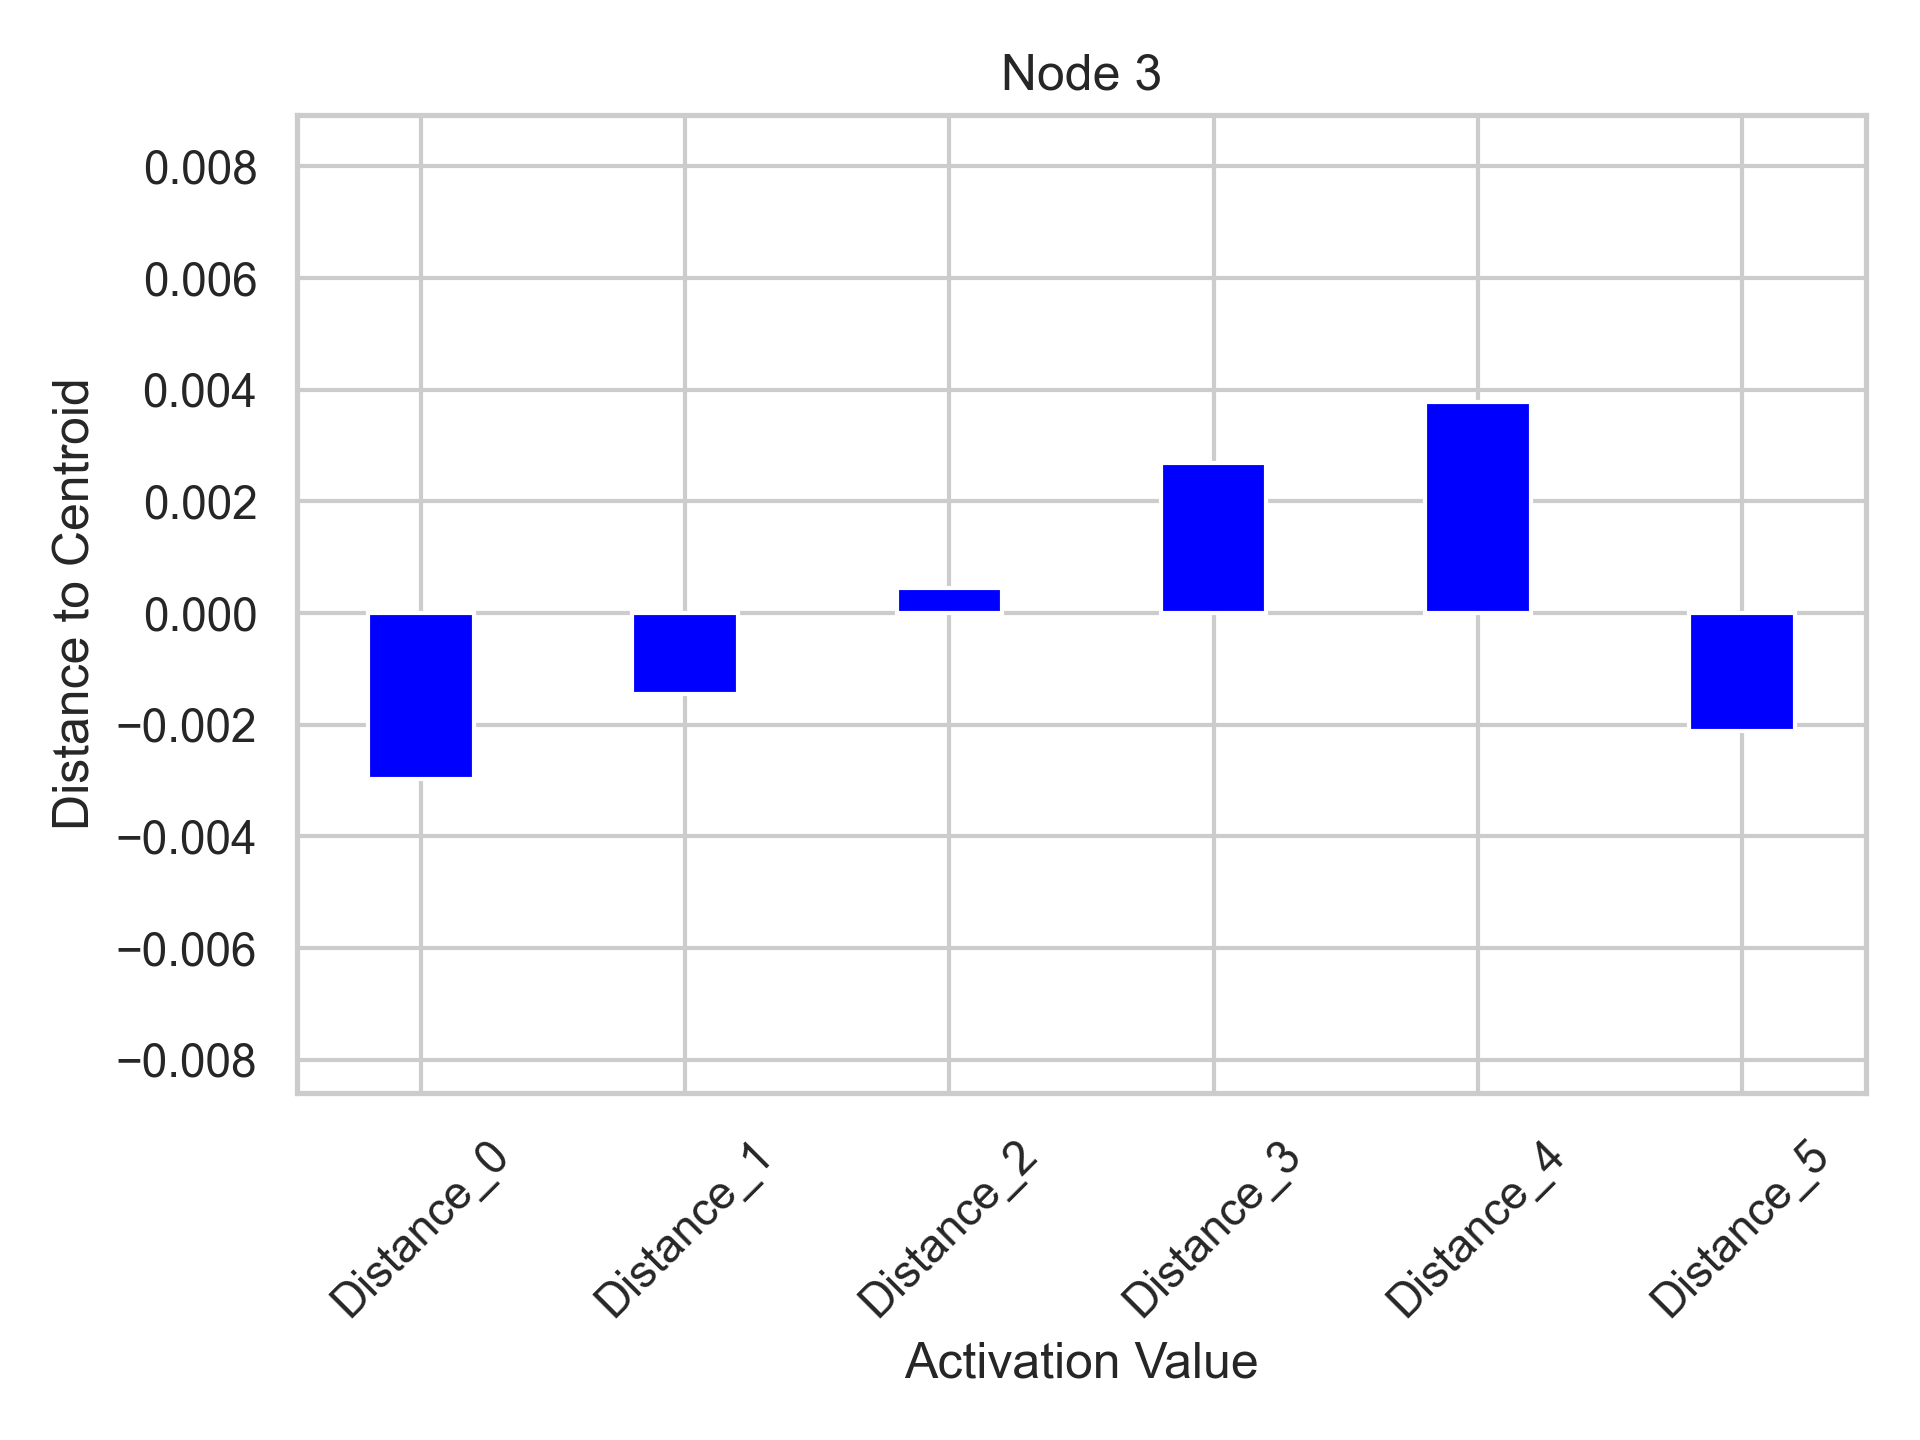 Node 3
0.008
0.006
0.004
0.002
0.000
−0.002
−0.004
−0.006
−0.008
Distance to Centroid
Distance_0
Distance_1
Distance_2
Distance_3
Distance_4
Distance_5
Activation Value